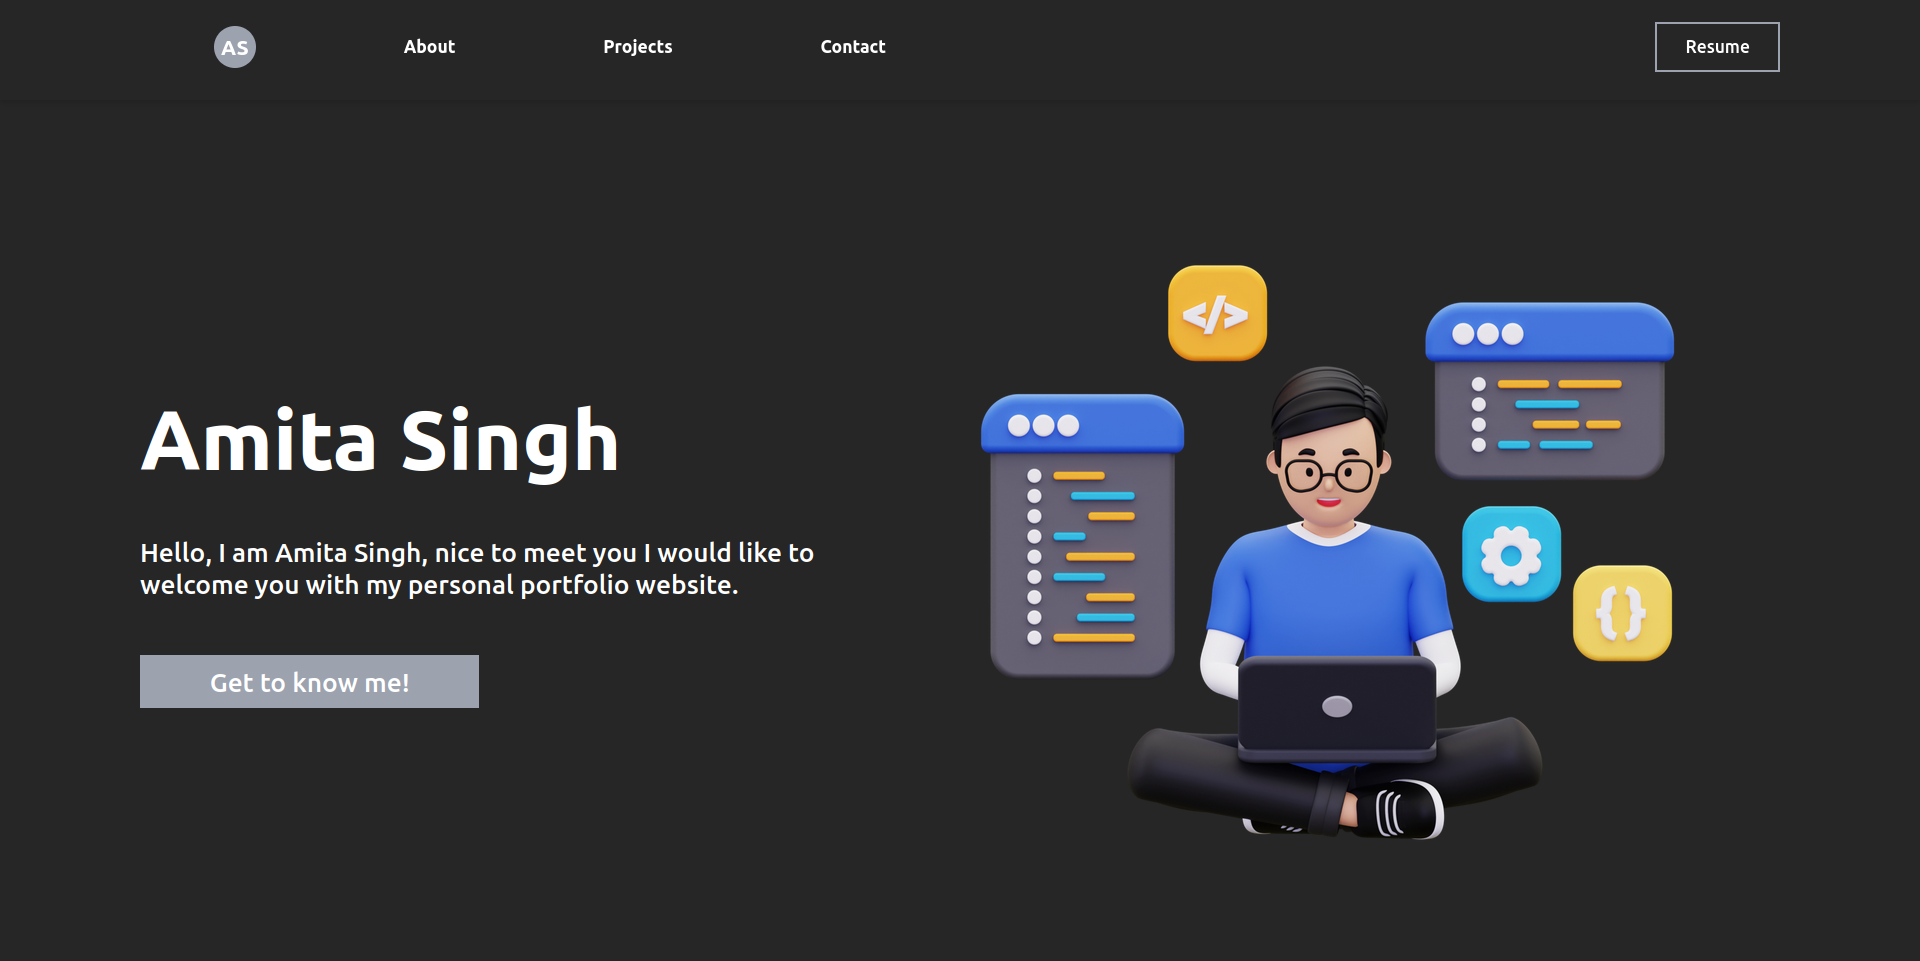 AS
About
Projects
Contact
Resume
</>
Amita Singh
{}
Hello, I am Amita Singh, nice to meet you I would like to
welcome you with my personal portfolio website.
Get to know me!